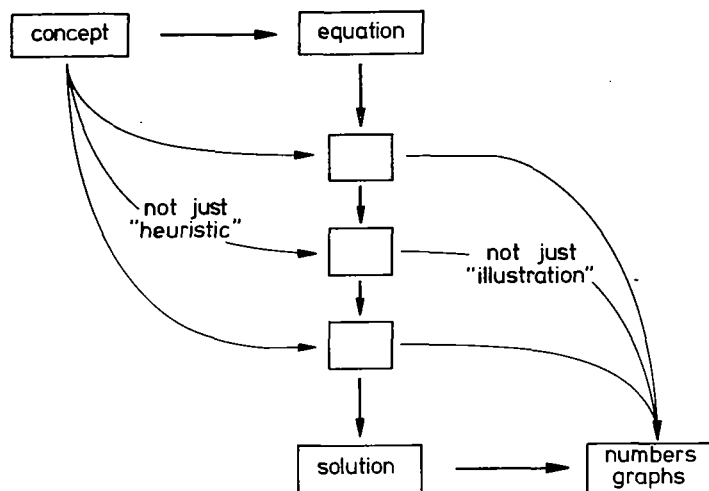 concept
equation
not just
"heuristic"
not just
"illustration"
solution
numbers
graphs